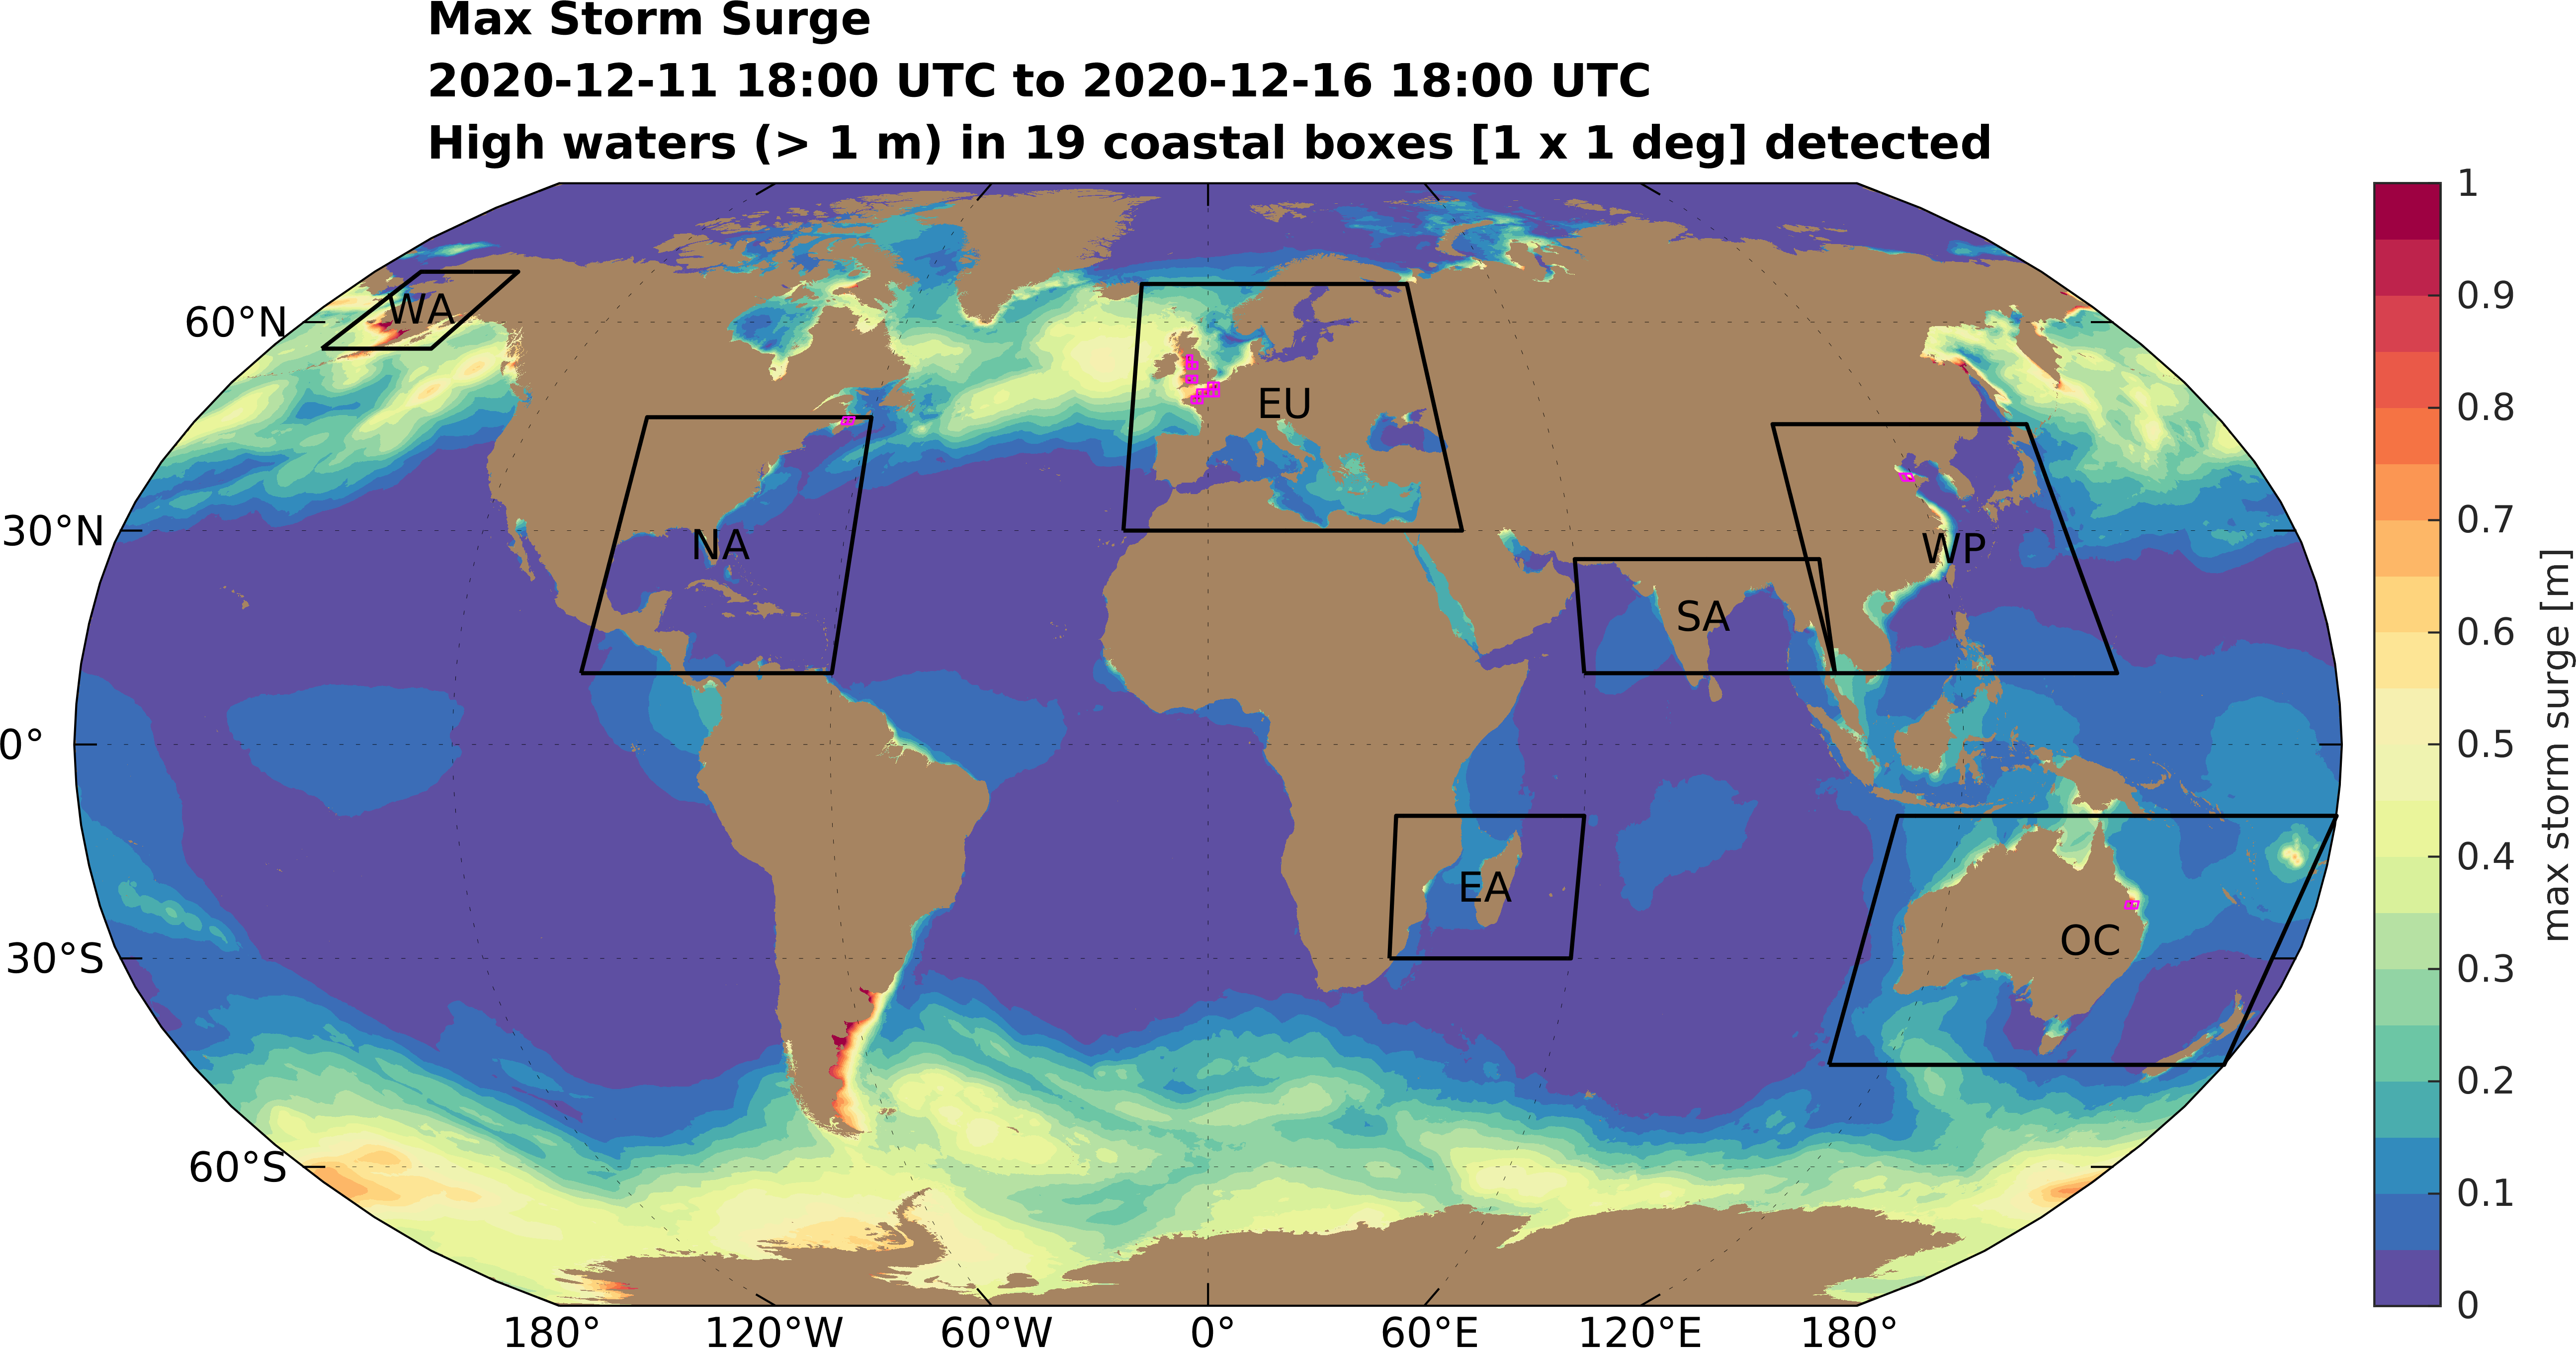 Max Storm Surge
2020-12-11 18:00 UTC to 2020-12-16 18:00 UTC
High waters (> 1 m) in 19 coastal boxes [1 x 1 deg] detected
WA
EU
NA
WP
SA
EA
OC
60°N
30°N
0°
30°S
60°S
180° 120°W 60°W 0° 60°E 120°E 180°
1
0.9
0.8
0.7
0.6
0.5
0.4
0.3
0.2
0.1
0
max storm surge [m]